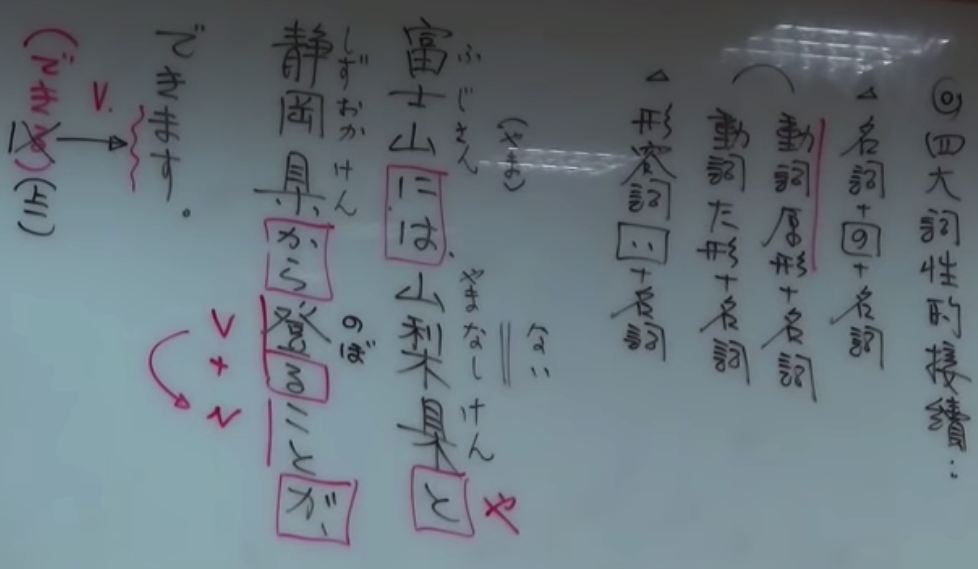 ◎四大詞性的接續：
△名詞+の+名詞
動詞原形+名詞
動詞た形+名詞
△形容詞い+名詞
(やま)
ない
ふじさん やまなしけん
富士山には、山梨県と や
しずおかけん のぼ
静岡県から登ることが、
V+N
できます。
V.
(できる)
(上二)